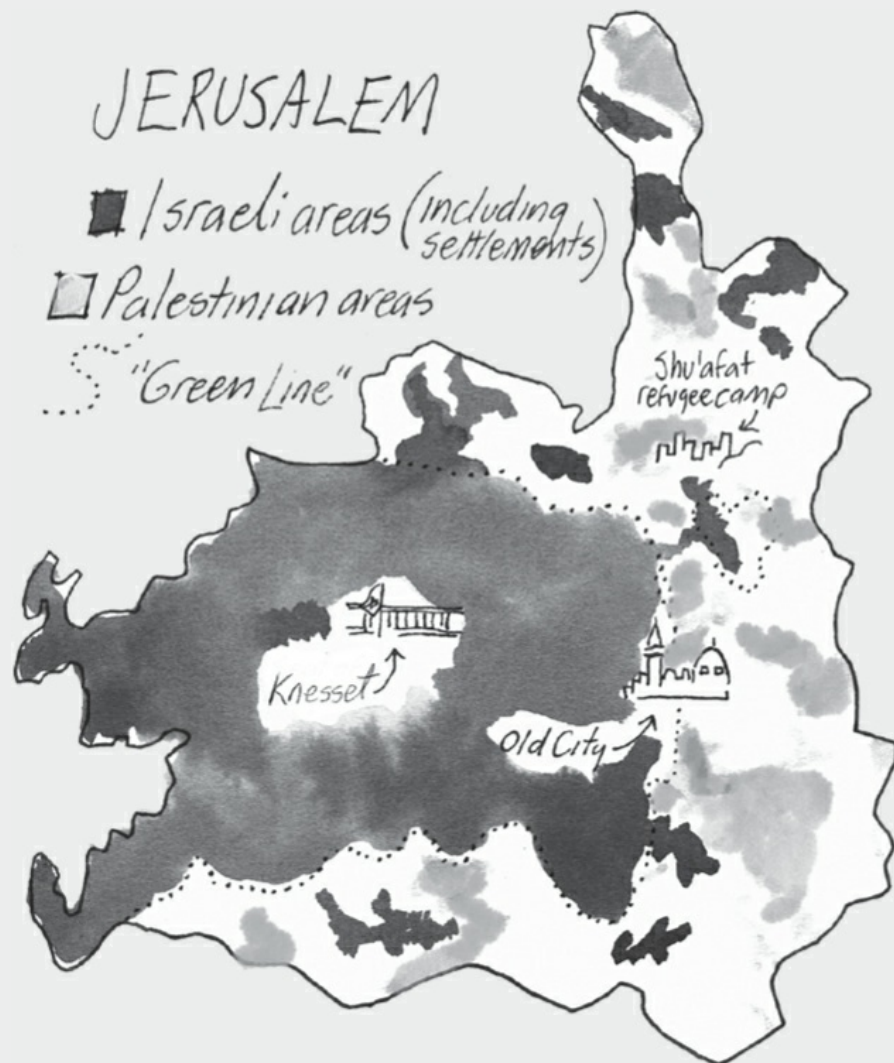 JERUSALEM
Israeli areas (including
settlements)
Palestinian areas
"Green Line"
Shu'afat
refugee camp
Knesset
Old City